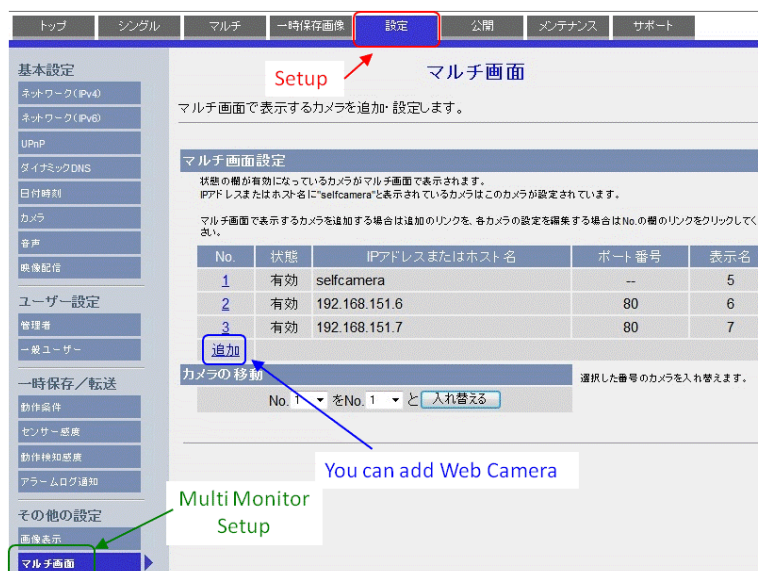 トップ シングル マルチ 一時保存画像 設定 公開 メンテナンス サポート
基本設定
ネットワーク(IPv4)
ネットワーク(IPv6)
UPnP
ダイナミックDNS
日付時刻
カメラ
音声
映像配信
ユーザー設定
管理者
一般ユーザー
一時保存／転送
動作条件
センサー感度
動作検知感度
アラームログ通知
その他の設定
画像表示
マルチ画面
Setup
マルチ画面
マルチ画面で表示するカメラを追加・設定します。
マルチ画面設定
状態の欄が有効になっているカメラがマルチ画面で表示されます。
IPアドレスまたはホスト名に"selfcamera"と表示されているカメラはこのカメラが設定されています。
マルチ画面で表示するカメラを追加する場合は追加のリンクを、各カメラの設定を編集する場合はNo.の欄のリンクをクリックしてく
さい。
No. 状態 IPアドレスまたはホスト名 ポート番号 表示名
1 有効 selfcamera -- 5
2 有効 192.168.151.6 80 6
3 有効 192.168.151.7 80 7
追加
カメラの移動
選択した番号のカメラを入れ替えます。
No. 1 をNo. 1 と 入れ替える
You can add Web Camera
Multi Monitor
Setup